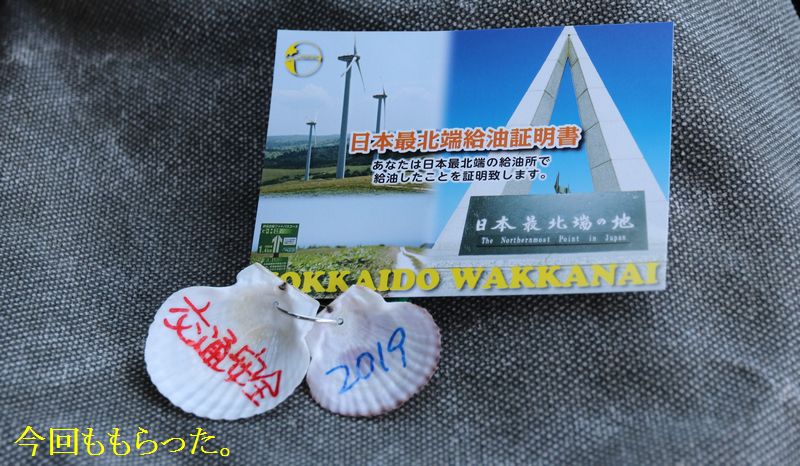 日本最北端給油証明書
あなたは日本最北端の給油所で
給油したことを証明致します。
日本最北端の地
The Northernmost Point in Japan
HOKKAIDO WAKKANAI
交通安全
2019
今回ももらった。